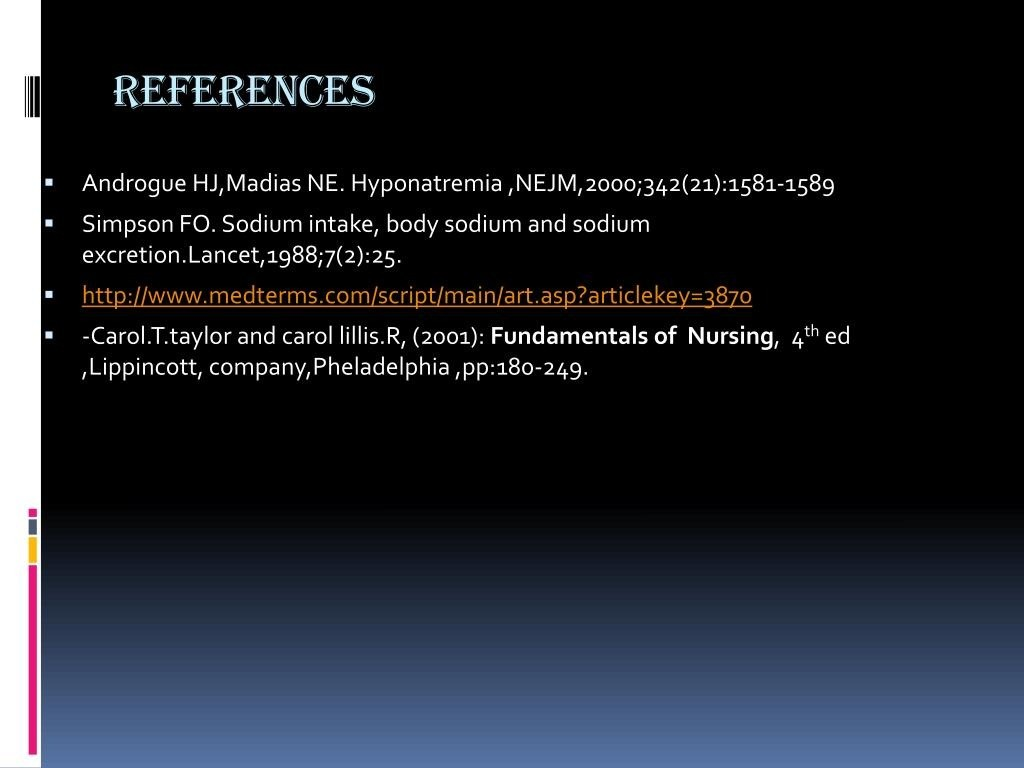 REFERENCES
Androgue HJ,Madias NE. Hyponatremia ,NEJM,2000;342(21):1581-1589
Simpson FO. Sodium intake, body sodium and sodium
excretion.Lancet,1988;7(2):25.
http://www.medterms.com/script/main/art.asp?articlekey=3870
-Carol.T.taylor and carol lillis.R, (2001): Fundamentals of  Nursing,  4th ed
,Lippincott, company,Pheladelphia ,pp:180-249.